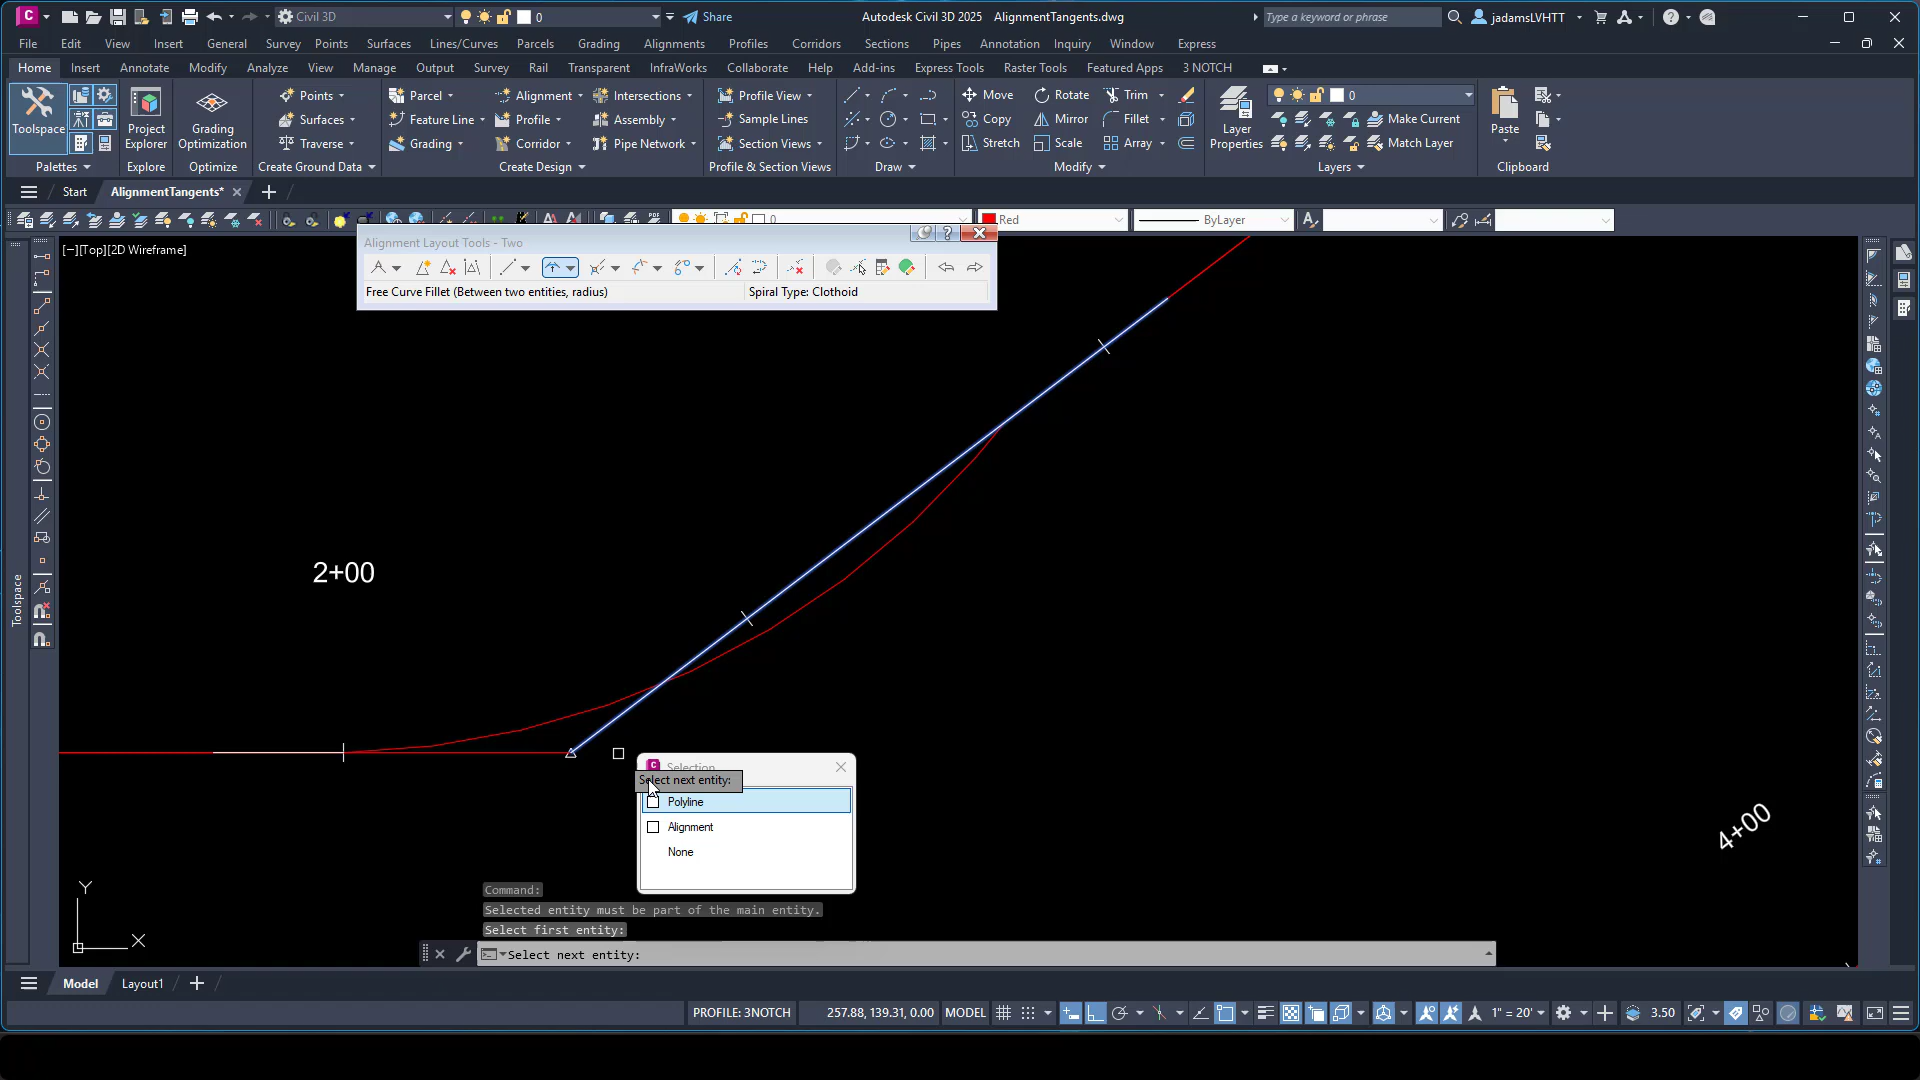 C Civil 3D 0 Share Autodesk Civil 3D 2025 AlignmentTangents.dwg Type a keyword or phrase jadamsLVHTT
File Edit View Insert General Survey Points Surfaces Lines/Curves Parcels Grading Alignments Profiles Corridors Sections Pipes Annotation Inquiry Window Express
Home Insert Annotate Modify Analyze View Manage Output Survey Rail Transparent InfraWorks Collaborate Help Add-ins Express Tools Raster Tools Featured Apps 3 NOTCH
Points Parcel Alignment Intersections Profile View Move Rotate Trim 0
Toolspace Project Explorer Grading Optimization Surfaces Feature Line Profile Assembly Sample Lines Copy Mirror Fillet Layer Properties Make Current Paste
Traverse Grading Corridor Pipe Network Section Views Stretch Scale Array Match Layer
Palettes Explore Optimize Create Ground Data Create Design Profile & Section Views Draw Modify Layers Clipboard
Start AlignmentTangents*
0 Red ByLayer
[−][Top][2D Wireframe]
Alignment Layout Tools - Two
Free Curve Fillet (Between two entities, radius) Spiral Type: Clothoid
Toolspace
2+00
4+00
Selection
Select next entity:
Polyline
Alignment
None
Y
X
Command:
Selected entity must be part of the main entity.
Select first entity:
Select next entity:
Model Layout1
PROFILE: 3NOTCH 257.88, 139.31, 0.00 MODEL 1" = 20' 3.50